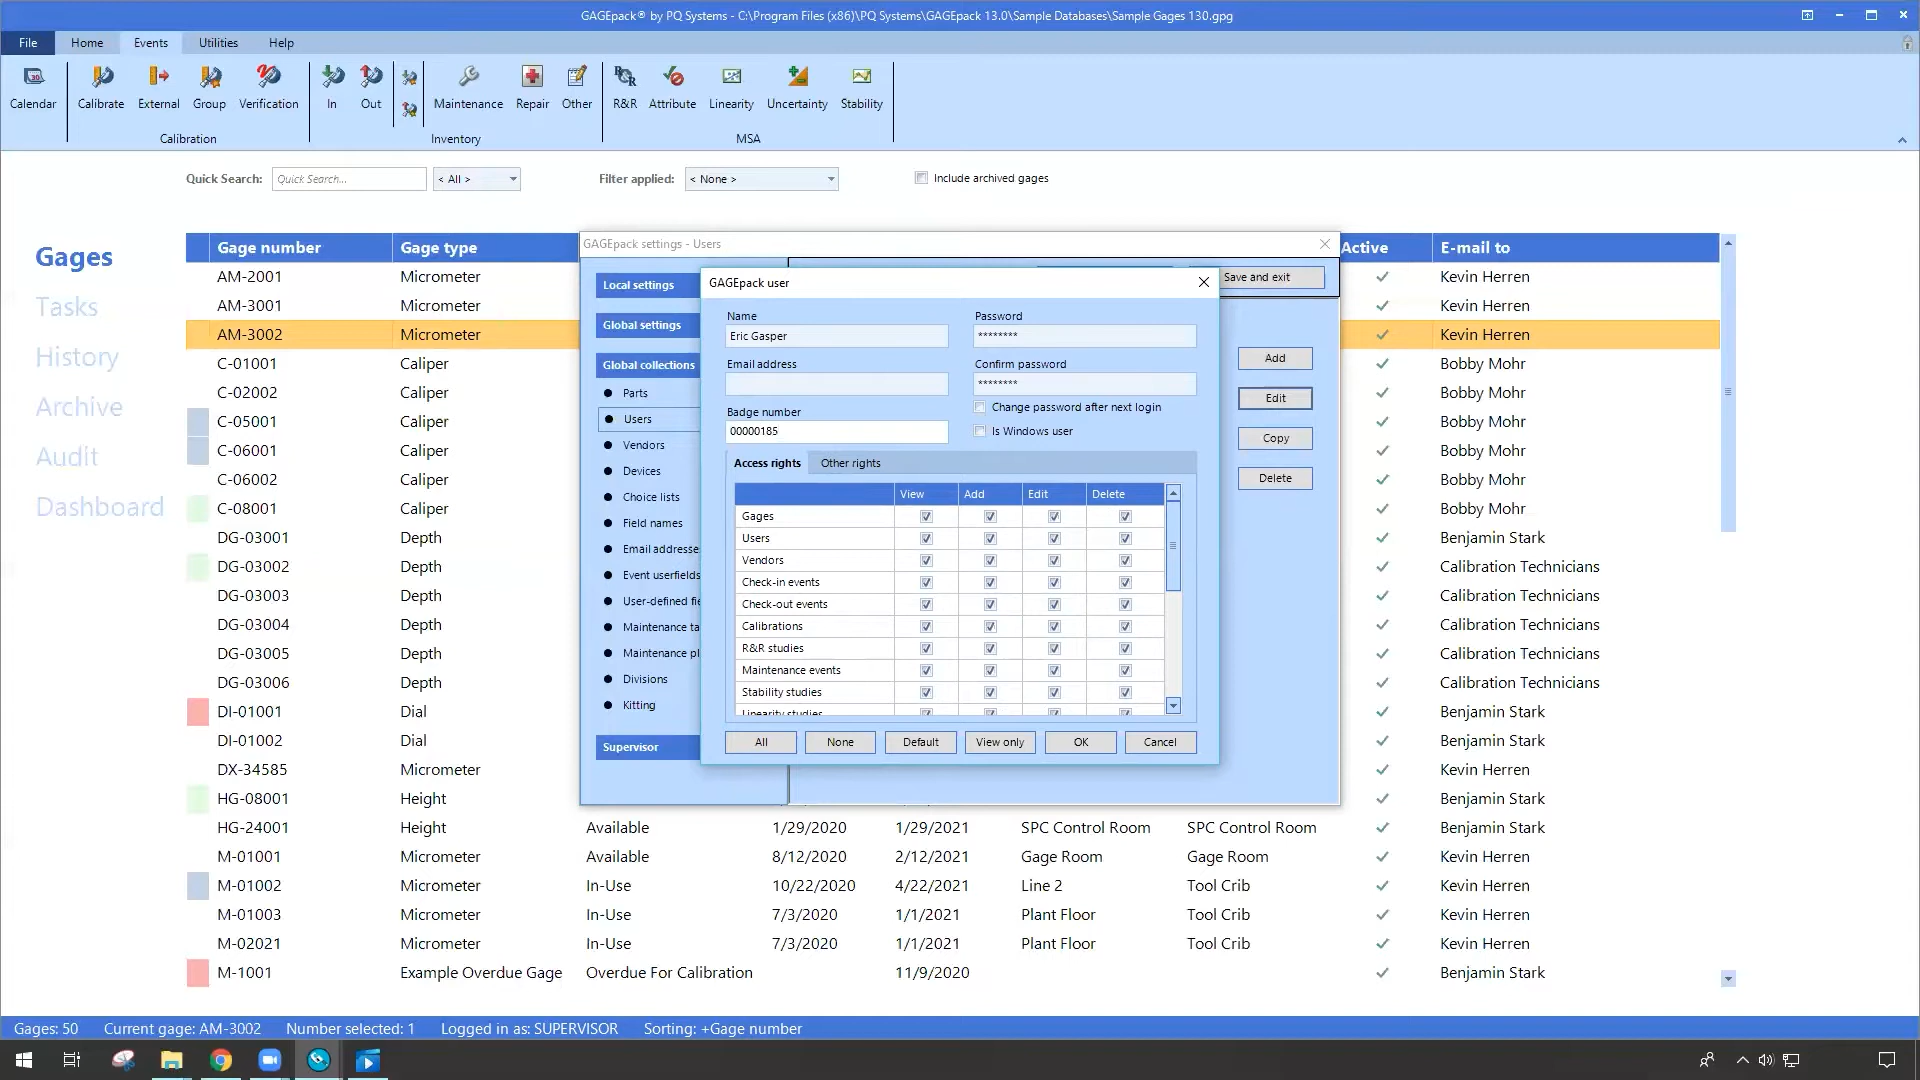 GAGEpack® by PQ Systems - C:\Program Files (x86)\PQ Systems\GAGEpack 13.0\Sample Databases\Sample Gages 130.gpg
File Home Events Utilities Help
Calendar Calibrate External Group Verification In Out Maintenance Repair Other R&R Attribute Linearity Uncertainty Stability
Calibration Inventory MSA
Quick Search: Quick Search... < All > Filter applied: < None > Include archived gages
Gages
Tasks
History
Archive
Audit
Dashboard
Gage number Gage type Active E-mail to
AM-2001 Micrometer Kevin Herren
AM-3001 Micrometer Kevin Herren
AM-3002 Micrometer Kevin Herren
C-01001 Caliper Bobby Mohr
C-02002 Caliper Bobby Mohr
C-05001 Caliper Bobby Mohr
C-06001 Caliper Bobby Mohr
C-06002 Caliper Bobby Mohr
C-08001 Caliper Bobby Mohr
DG-03001 Depth Benjamin Stark
DG-03002 Depth Calibration Technicians
DG-03003 Depth Calibration Technicians
DG-03004 Depth Calibration Technicians
DG-03005 Depth Calibration Technicians
DG-03006 Depth Calibration Technicians
DI-01001 Dial Benjamin Stark
DI-01002 Dial Benjamin Stark
DX-34585 Micrometer Kevin Herren
HG-08001 Height Benjamin Stark
HG-24001 Height Available 1/29/2020 1/29/2021 SPC Control Room SPC Control Room Benjamin Stark
M-01001 Micrometer Available 8/12/2020 2/12/2021 Gage Room Gage Room Kevin Herren
M-01002 Micrometer In-Use 10/22/2020 4/22/2021 Line 2 Tool Crib Kevin Herren
M-01003 Micrometer In-Use 7/3/2020 1/1/2021 Plant Floor Tool Crib Kevin Herren
M-02021 Micrometer In-Use 7/3/2020 1/1/2021 Plant Floor Tool Crib Kevin Herren
M-1001 Example Overdue Gage Overdue For Calibration 11/9/2020 Benjamin Stark
GAGEpack settings - Users
Save and exit
Local settings
Global settings
Global collections
Parts
Users
Vendors
Devices
Choice lists
Field names
Email addresse
Event userfields
User-defined fie
Maintenance ta
Maintenance pl
Divisions
Kitting
Supervisor
Add
Edit
Copy
Delete
GAGEpack user
Name Password
Eric Gasper ********
Email address Confirm password
********
Change password after next login
Badge number
00000185 Is Windows user
Access rights Other rights
View Add Edit Delete
Gages
Users
Vendors
Check-in events
Check-out events
Calibrations
R&R studies
Maintenance events
Stability studies
Linearity studies
All None Default View only OK Cancel
Gages: 50 Current gage: AM-3002 Number selected: 1 Logged in as: SUPERVISOR Sorting: +Gage number